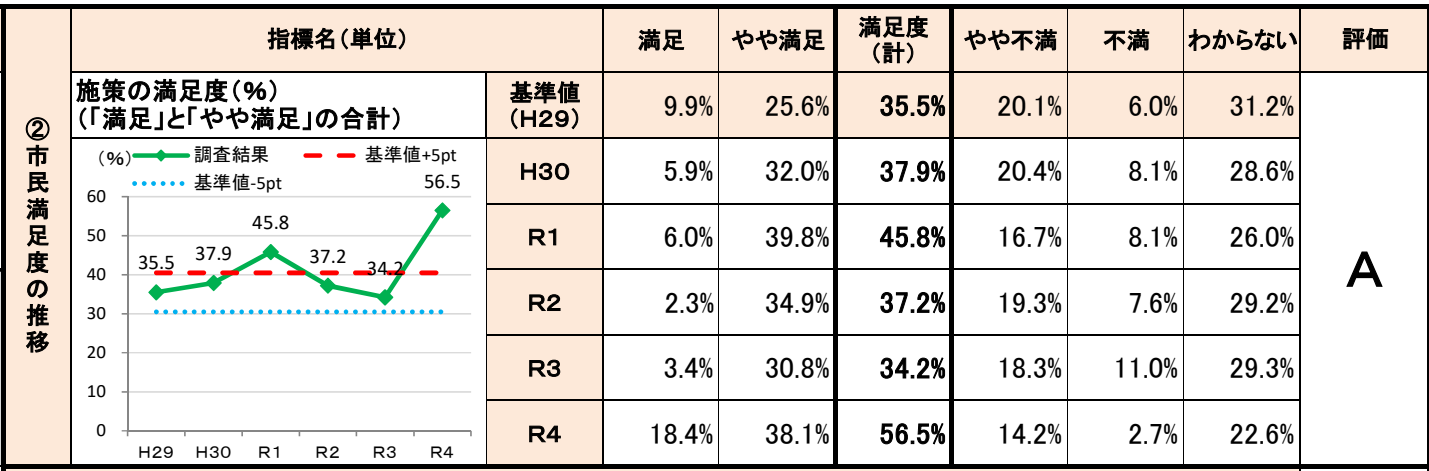 ②市民満足度の推移
指標名（単位） 満足 やや満足 満足度（計） やや不満 不満 わからない 評価
施策の満足度（％）
（「満足」と「やや満足」の合計）
基準値（Ｈ29） 9.9% 25.6% 35.5% 20.1% 6.0% 31.2%
Ｈ30 5.9% 32.0% 37.9% 20.4% 8.1% 28.6%
Ｒ1 6.0% 39.8% 45.8% 16.7% 8.1% 26.0%
Ｒ2 2.3% 34.9% 37.2% 19.3% 7.6% 29.2%
Ｒ3 3.4% 30.8% 34.2% 18.3% 11.0% 29.3%
Ｒ4 18.4% 38.1% 56.5% 14.2% 2.7% 22.6%
Ａ
（%） 調査結果 基準値+5pt
基準値-5pt
56.5
45.8
35.5 37.9 37.2 34.2
60
50
40
30
20
10
0
H29 H30 R1 R2 R3 R4